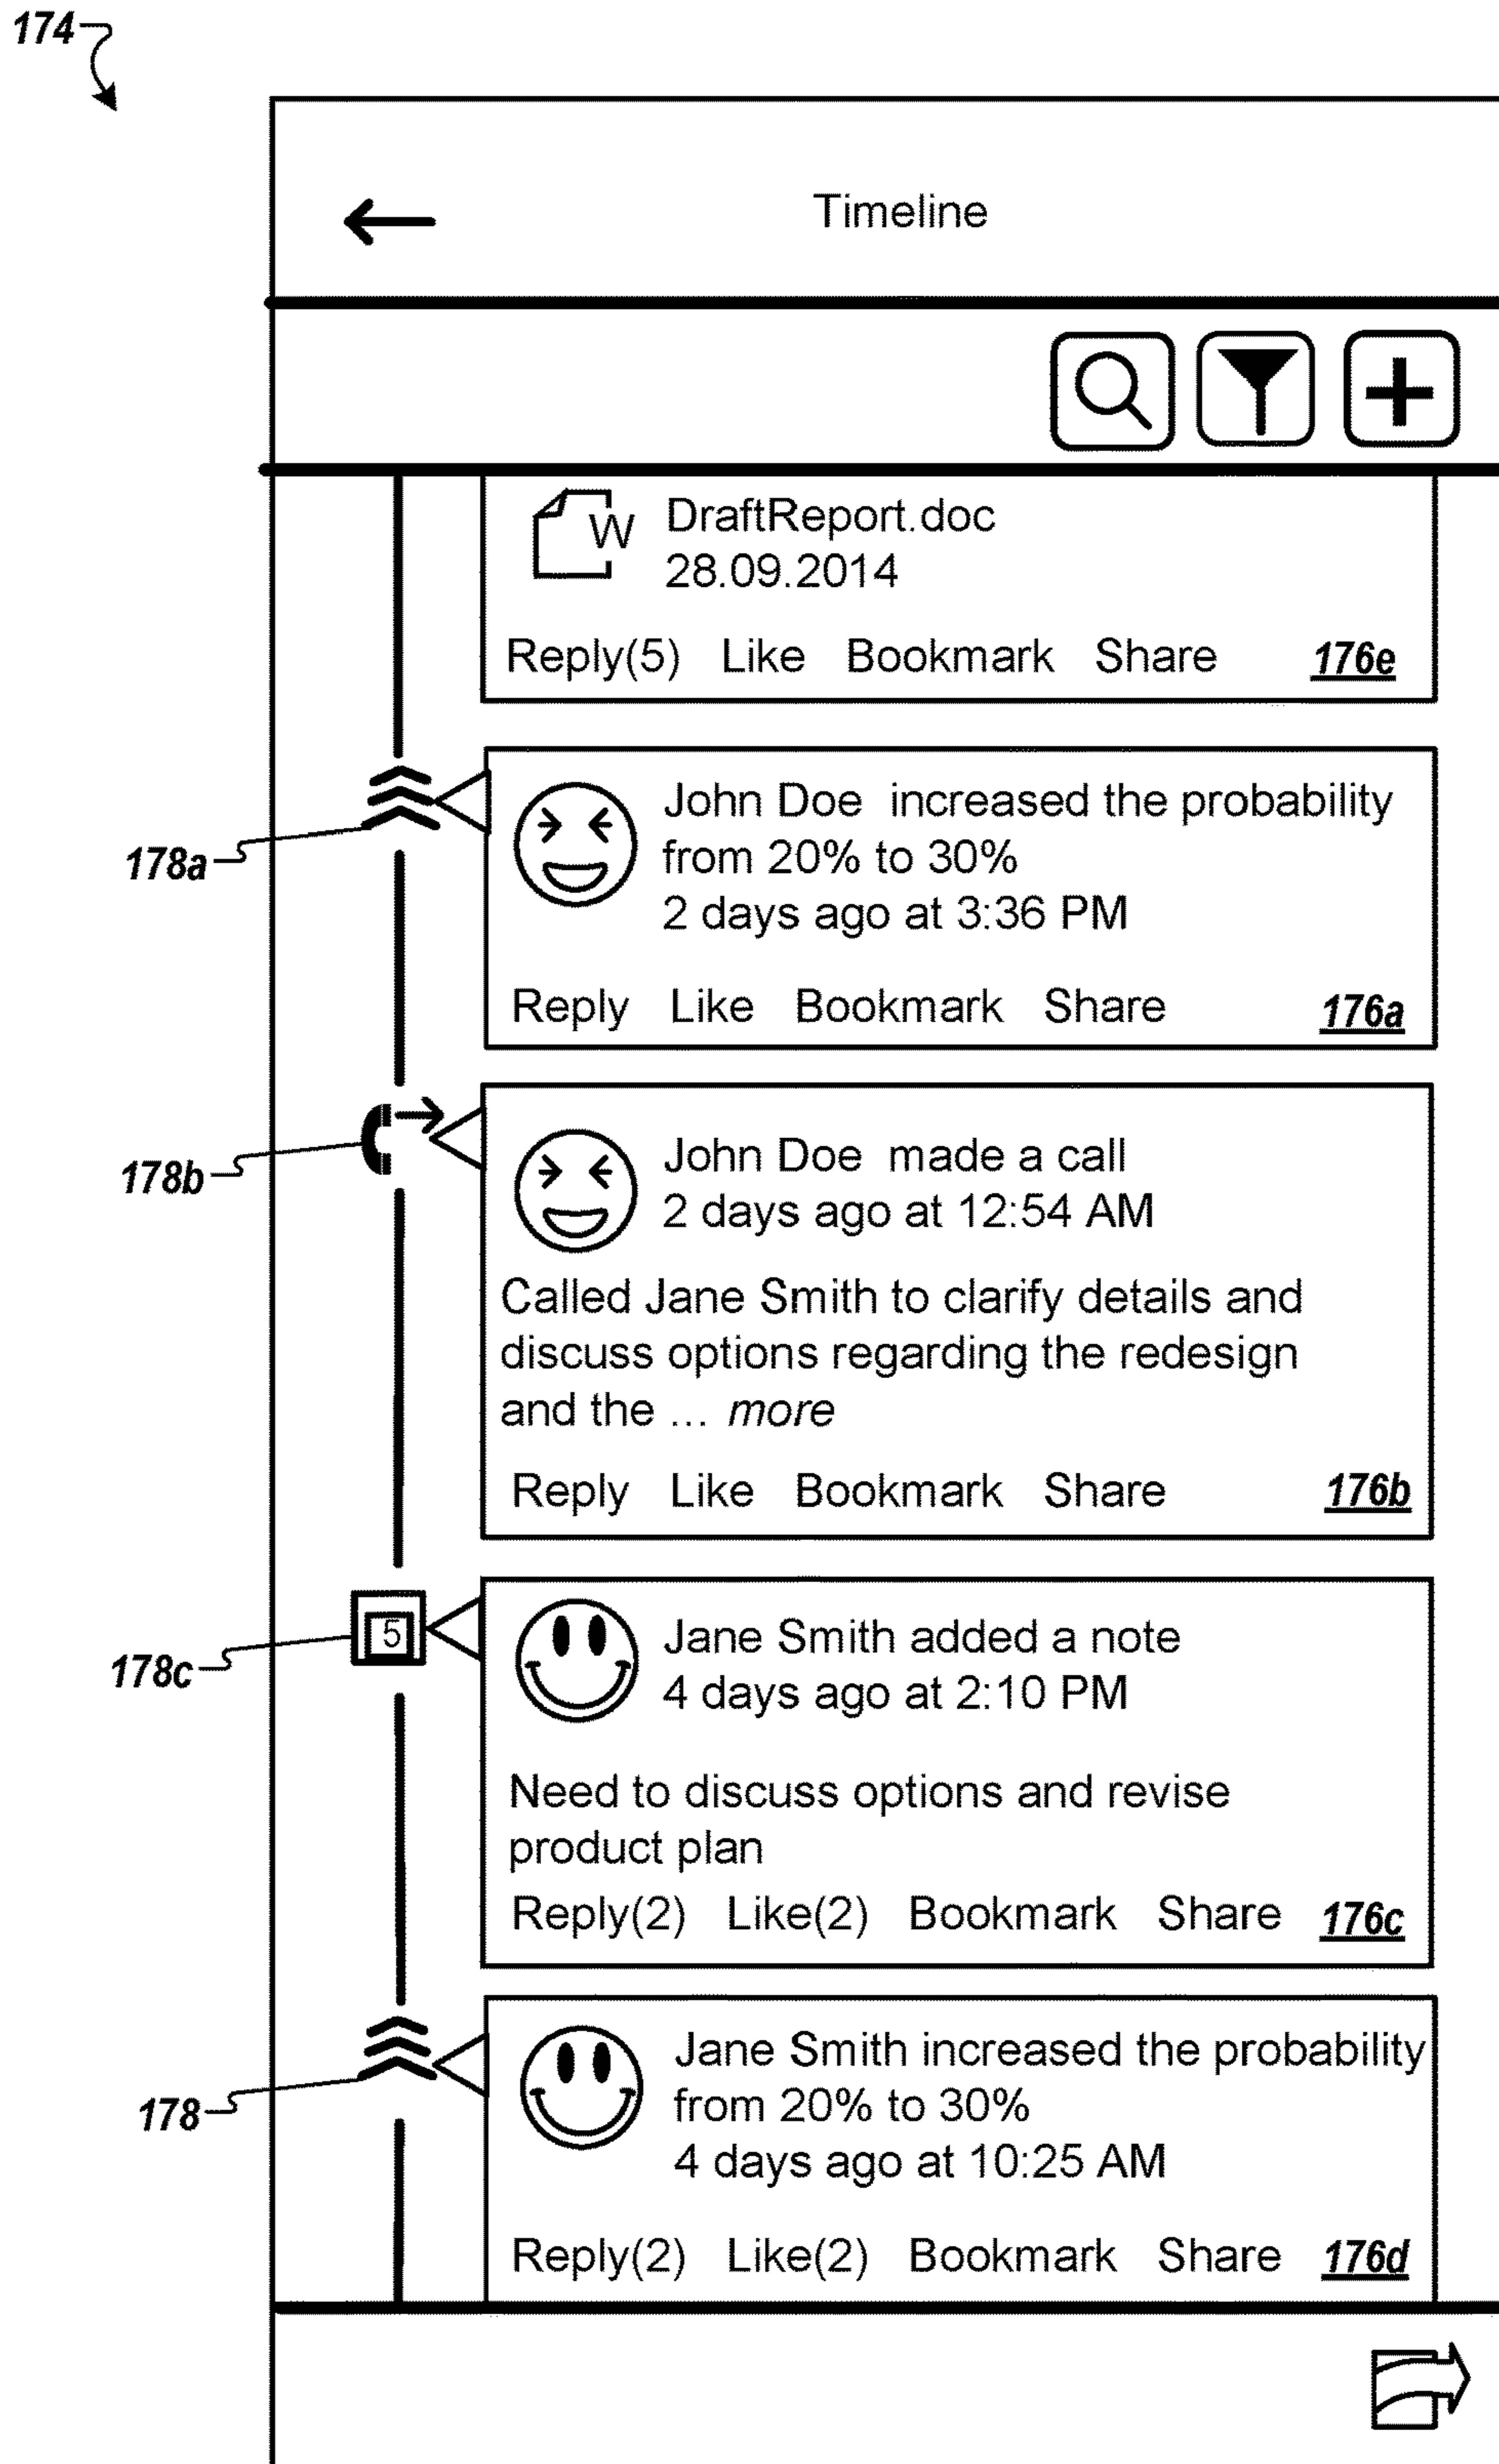 174
Timeline
W
DraftReport.doc
28.09.2014
Reply(5) Like Bookmark Share 176e
John Doe increased the probability
from 20% to 30%
2 days ago at 3:36 PM
178a
Reply Like Bookmark Share 176a
John Doe made a call
2 days ago at 12:54 AM
178b
Called Jane Smith to clarify details and
discuss options regarding the redesign
and the ... more
Reply Like Bookmark Share 176b
5
Jane Smith added a note
4 days ago at 2:10 PM
178c
Need to discuss options and revise
product plan
Reply(2) Like(2) Bookmark Share 176c
Jane Smith increased the probability
from 20% to 30%
4 days ago at 10:25 AM
178
Reply(2) Like(2) Bookmark Share 176d